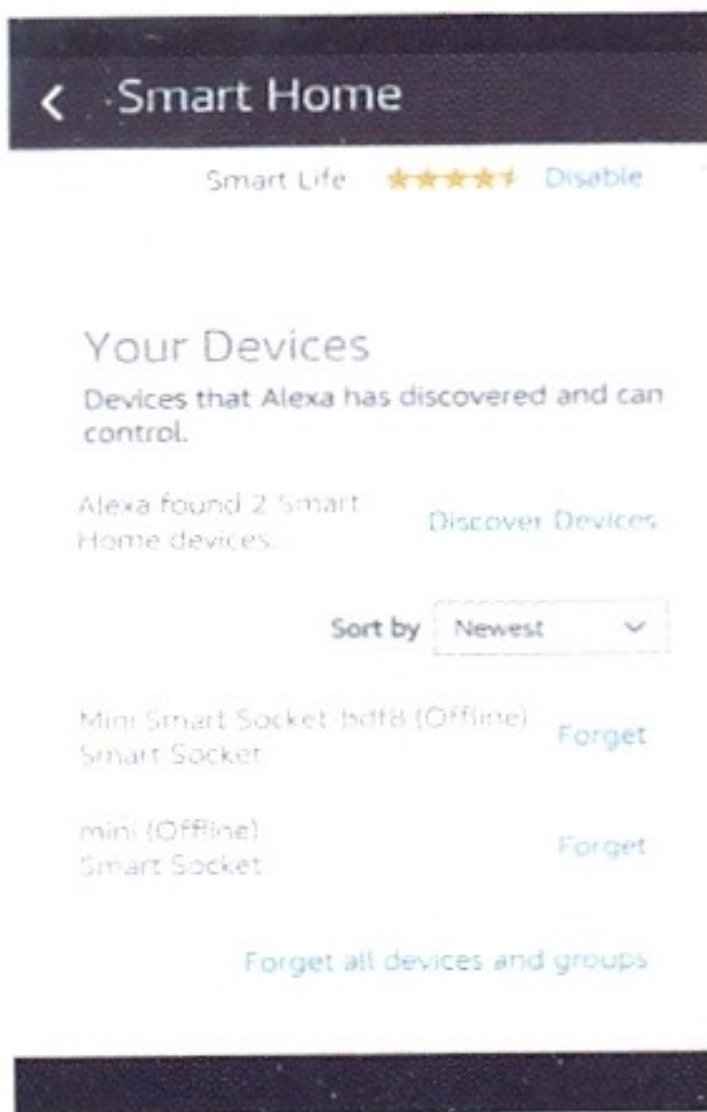 Smart Home
Smart Life Disable
Your Devices
Devices that Alexa has discovered and can
control.
Alexa found 2 Smart
Home devices.
Discover Devices
Sort by Newest
Mini Smart Socket-bdf8 (Offline)
Smart Socket
Forget
mini (Offline)
Smart Socket
Forget
Forget all devices and groups